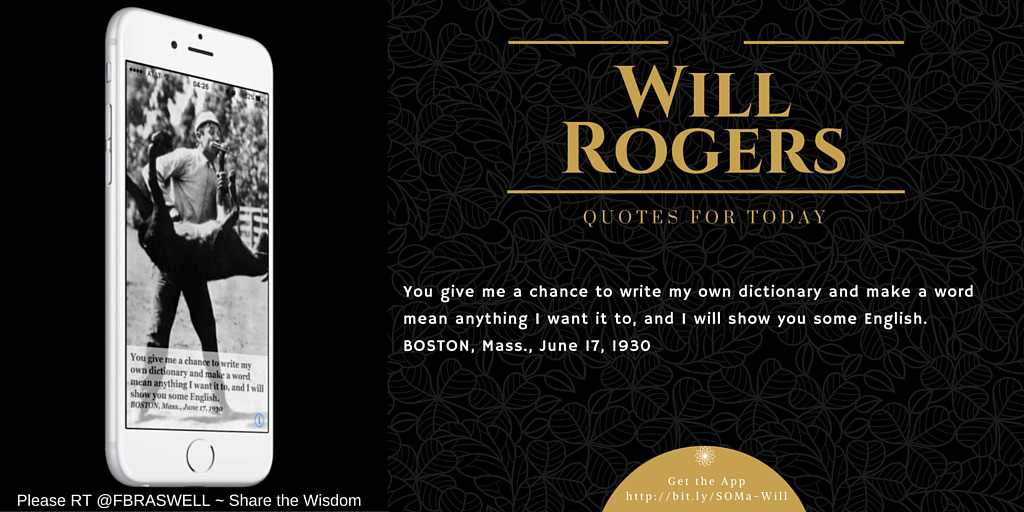 AT&T
04:26
You give me a chance to write my
own dictionary and make a word
mean anything I want it to, and I will
show you some English.
BOSTON, Mass., June 17, 1930
Please RT @FBRASWELL ~ Share the Wisdom
WILL
ROGERS
QUOTES FOR TODAY
You give me a chance to write my own dictionary and make a word
mean anything I want it to, and I will show you some English.
BOSTON, Mass., June 17, 1930
Get the App
http://bit.ly/SOMa-Will